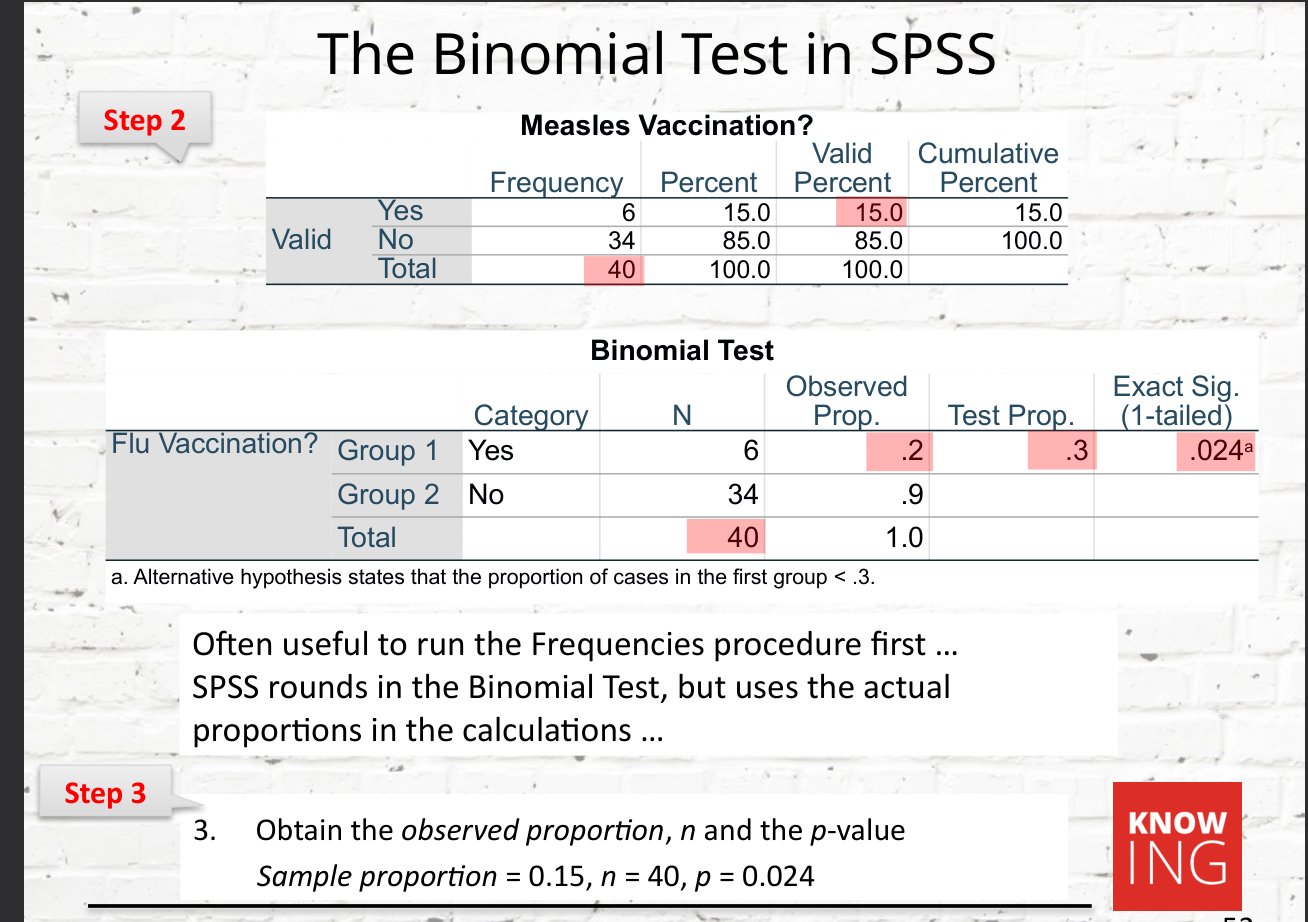 The Binomial Test in SPSS
Step 2
Measles Vaccination?
Frequency Percent Valid Percent Cumulative Percent
Valid Yes 6 15.0 15.0 15.0
No 34 85.0 85.0 100.0
Total 40 100.0 100.0
Binomial Test
Category N Observed Prop. Test Prop. Exact Sig. (1-tailed)
Flu Vaccination? Group 1 Yes 6 .2 .3 .024ᵃ
Group 2 No 34 .9
Total 40 1.0
a. Alternative hypothesis states that the proportion of cases in the first group < .3.
Often useful to run the Frequencies procedure first ...
SPSS rounds in the Binomial Test, but uses the actual
proportions in the calculations ...
Step 3
3. Obtain the observed proportion, n and the p-value
Sample proportion = 0.15, n = 40, p = 0.024
KNOW
ING